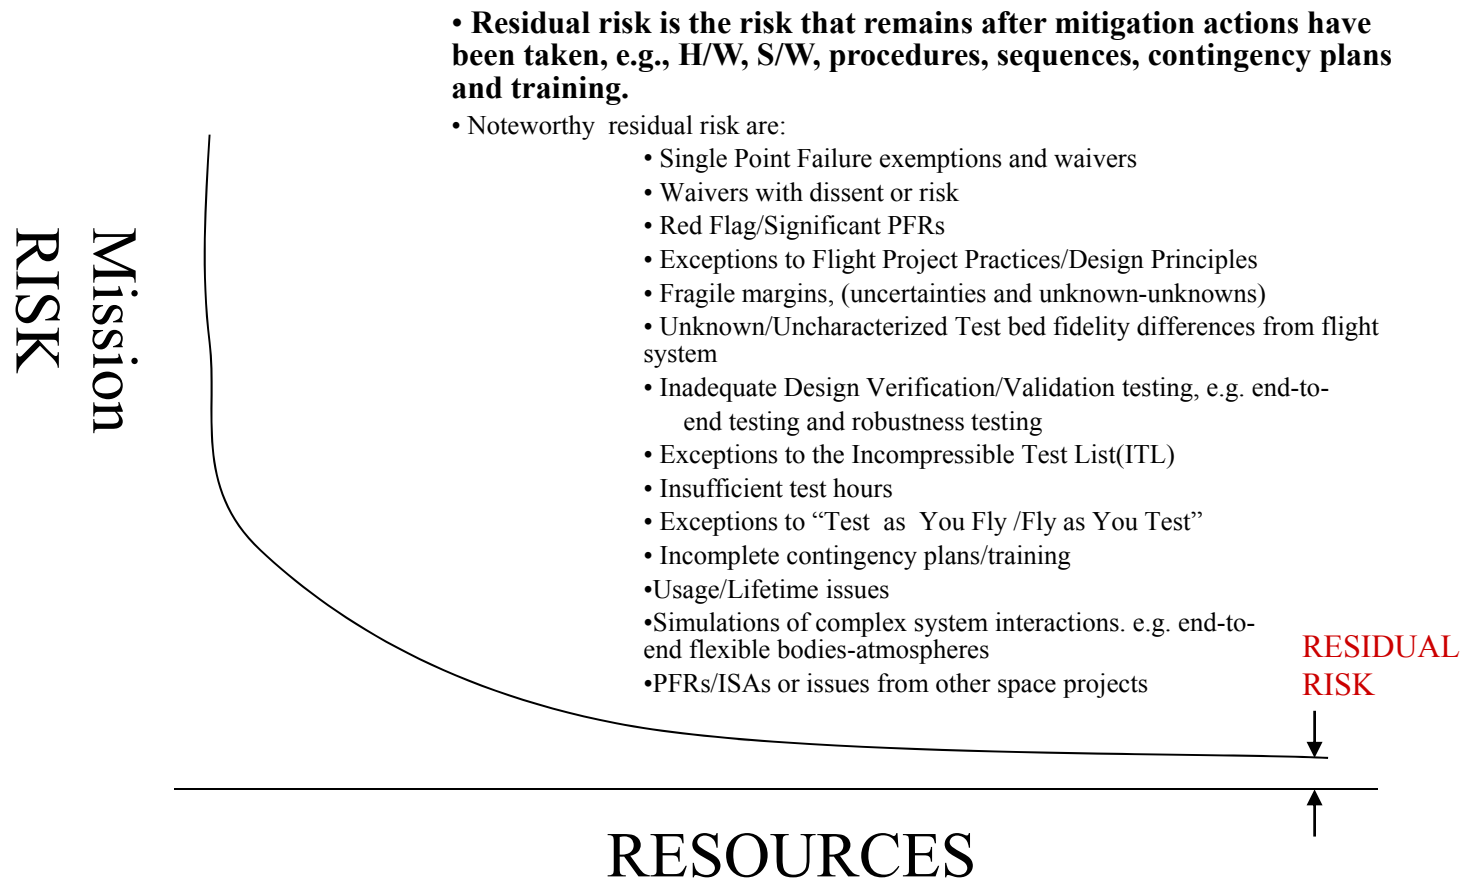 • Residual risk is the risk that remains after mitigation actions have
been taken, e.g., H/W, S/W, procedures, sequences, contingency plans
and training.
• Noteworthy  residual risk are:
• Single Point Failure exemptions and waivers
• Waivers with dissent or risk
• Red Flag/Significant PFRs
• Exceptions to Flight Project Practices/Design Principles
• Fragile margins, (uncertainties and unknown-unknowns)
• Unknown/Uncharacterized Test bed fidelity differences from flight
system
• Inadequate Design Verification/Validation testing, e.g. end-to-
end testing and robustness testing
• Exceptions to the Incompressible Test List(ITL)
• Insufficient test hours
• Exceptions to “Test  as  You Fly /Fly as You Test”
• Incomplete contingency plans/training
•Usage/Lifetime issues
•Simulations of complex system interactions. e.g. end-to-
end flexible bodies-atmospheres
•PFRs/ISAs or issues from other space projects
Mission
RISK
RESIDUAL
RISK
RESOURCES